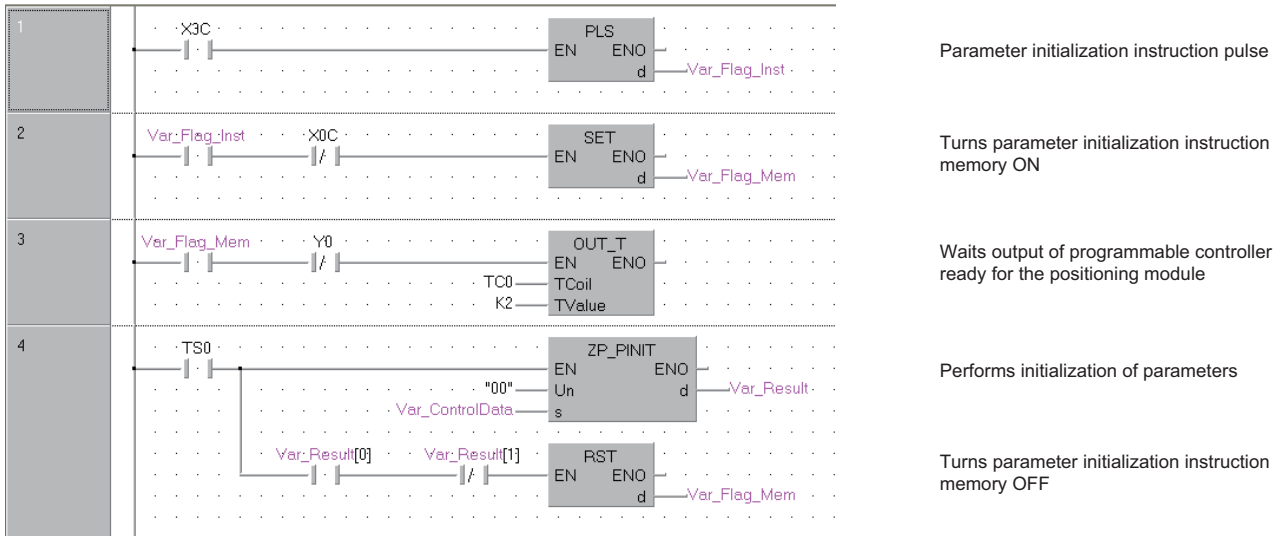 1
X3C
PLS
EN ENO
d
Var_Flag_Inst
Parameter initialization instruction pulse
2
Var_Flag_Inst
X0C
SET
EN ENO
d
Var_Flag_Mem
Turns parameter initialization instruction
memory ON
3
Var_Flag_Mem
Y0
OUT_T
EN ENO
TC0
TCoil
K2
TValue
Waits output of programmable controller
ready for the positioning module
4
TS0
ZP_PINIT
EN ENO
"00"
Un
d
Var_Result
Var_ControlData
s
Performs initialization of parameters
Var_Result[0]
Var_Result[1]
RST
EN ENO
d
Var_Flag_Mem
Turns parameter initialization instruction
memory OFF